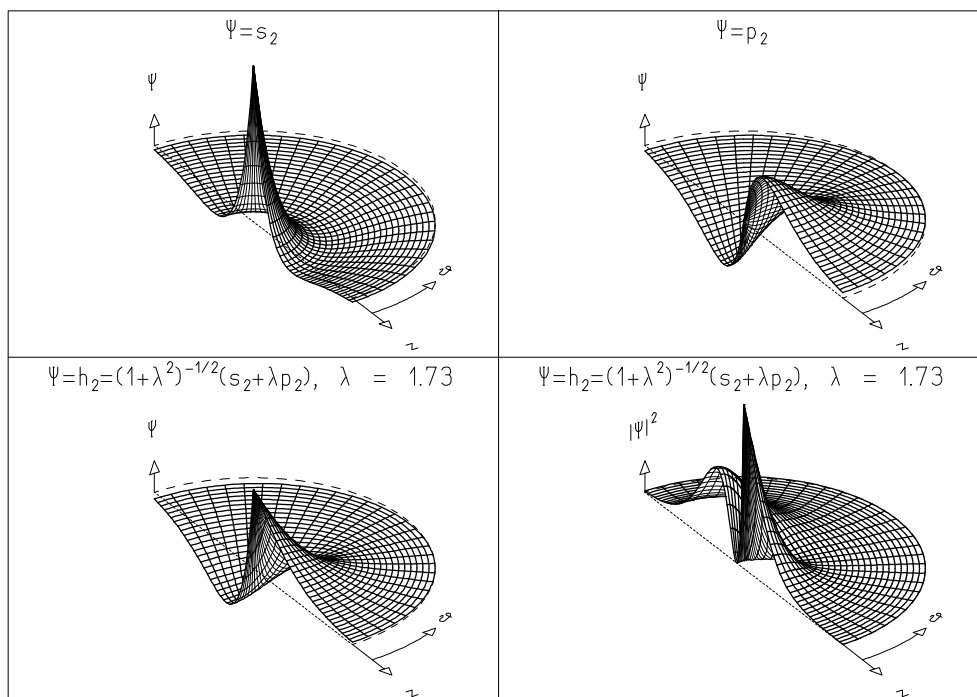 Ψ=s₂
Ψ
ϑ
z
Ψ=p₂
Ψ
ϑ
z
Ψ=h₂=(1+λ²)⁻¹/²(s₂+λp₂), λ = 1.73
Ψ
ϑ
z
Ψ=h₂=(1+λ²)⁻¹/²(s₂+λp₂), λ = 1.73
|Ψ|²
ϑ
z